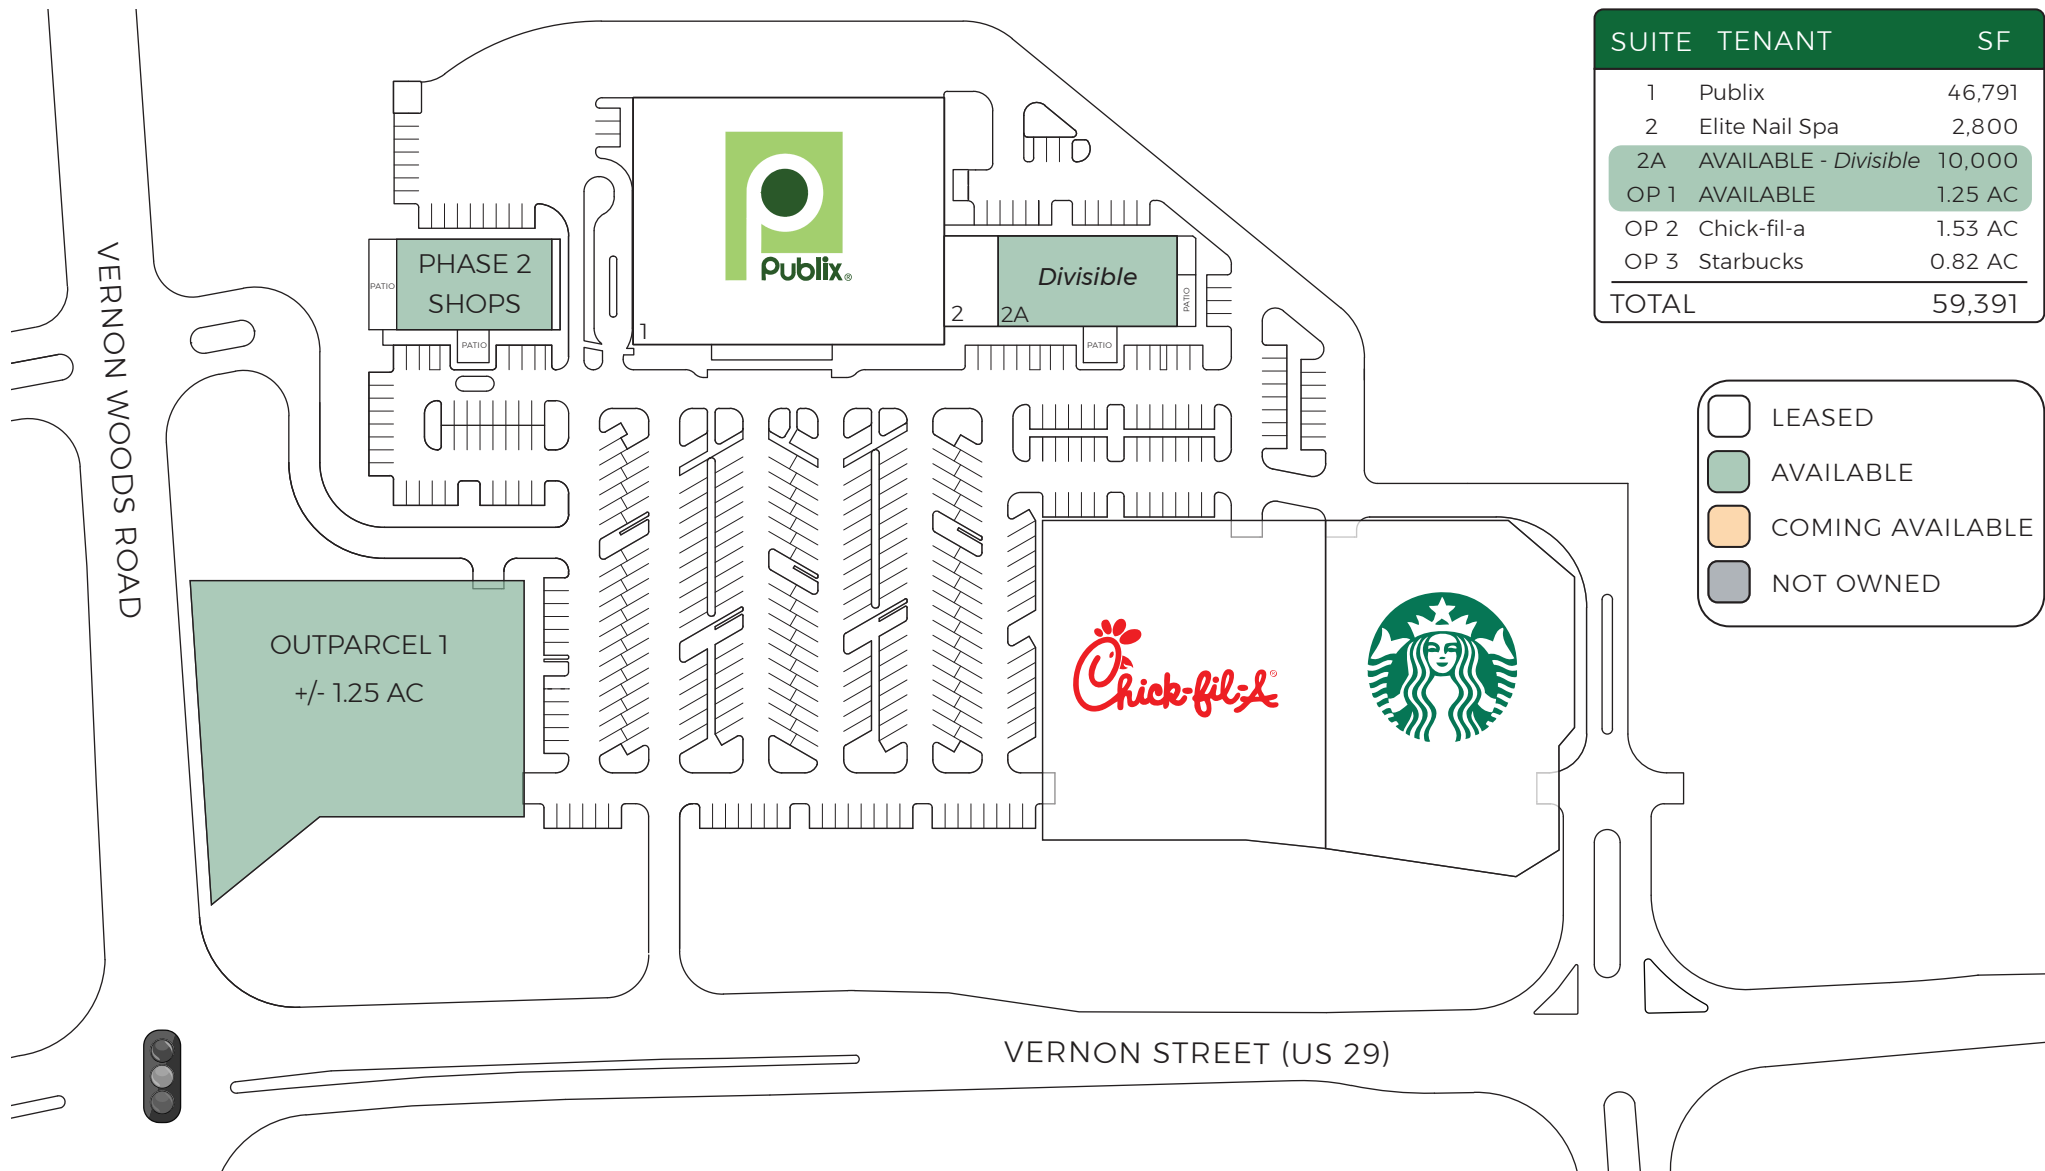 SUITE TENANT SF
1 Publix 46,791
2 Elite Nail Spa 2,800
2A AVAILABLE - Divisible 10,000
OP 1 AVAILABLE 1.25 AC
OP 2 Chick-fil-a 1.53 AC
OP 3 Starbucks 0.82 AC
TOTAL 59,391
LEASED
AVAILABLE
COMING AVAILABLE
NOT OWNED
Publix®
1
PHASE 2
SHOPS
PATIO
PATIO
2
2A
Divisible
PATIO
PATIO
VERNON WOODS ROAD
OUTPARCEL 1
+/- 1.25 AC
Chick-fil-A®
VERNON STREET (US 29)